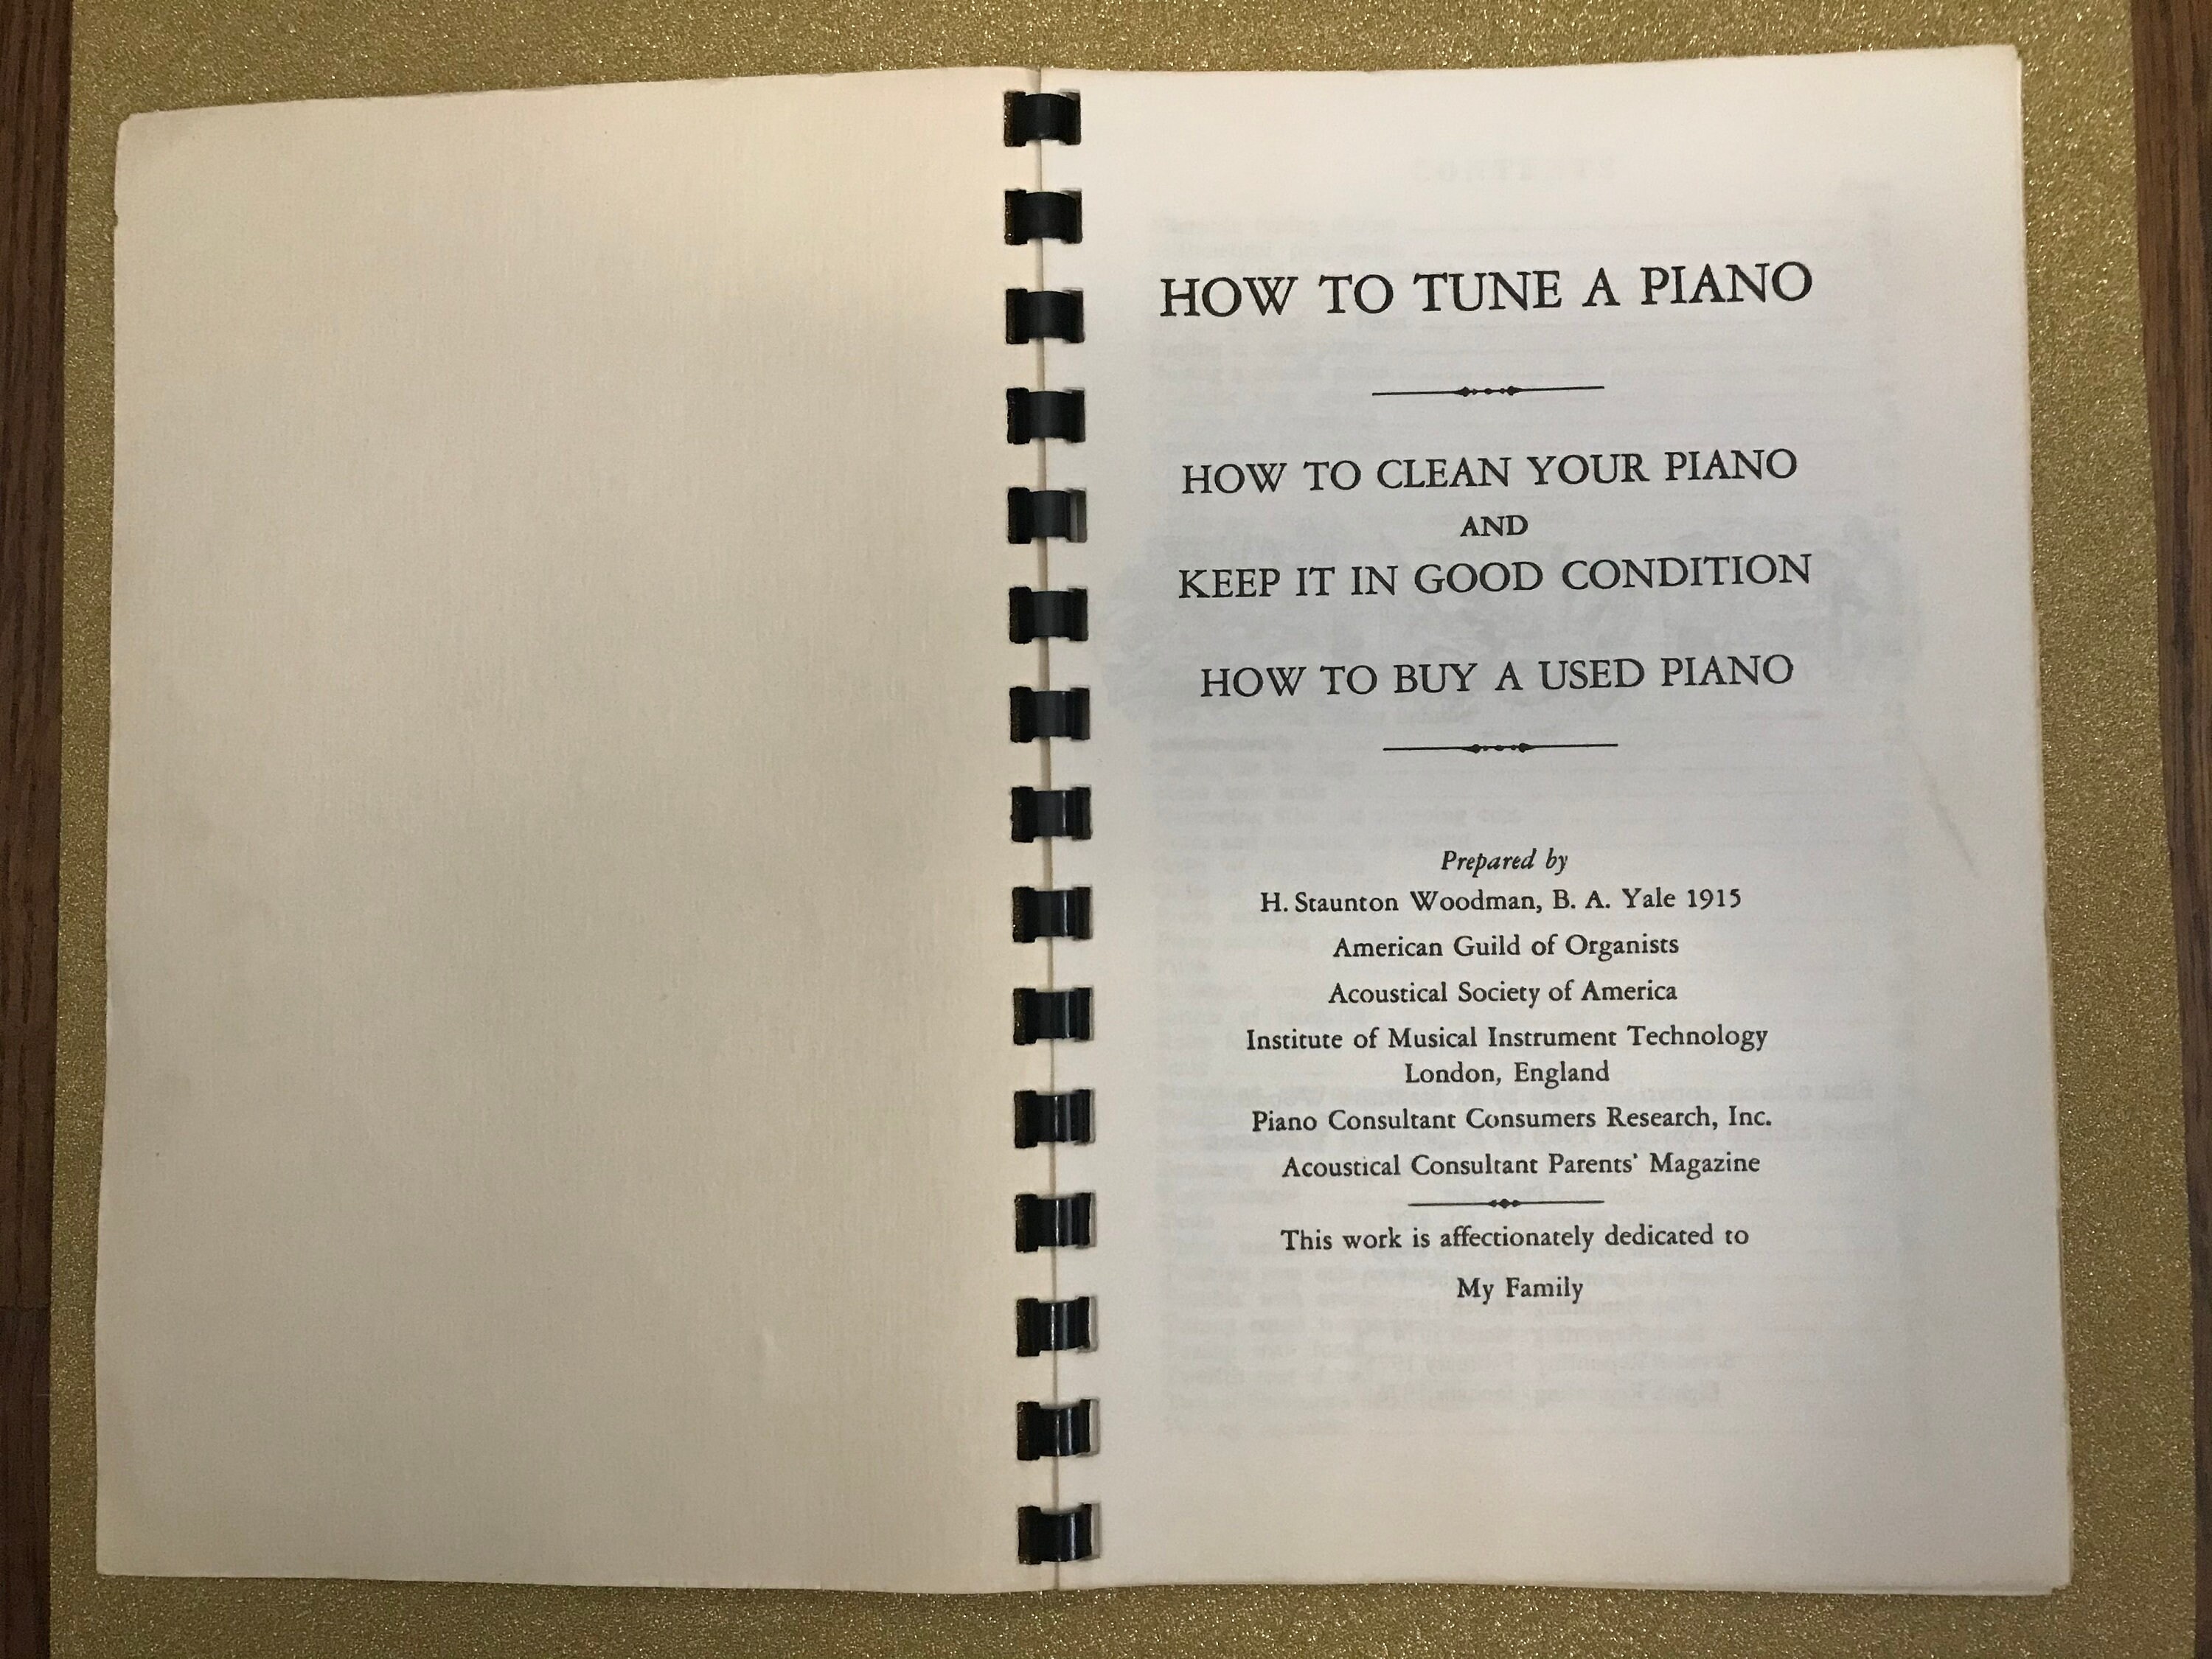 HOW TO TUNE A PIANO
HOW TO CLEAN YOUR PIANO
AND
KEEP IT IN GOOD CONDITION
HOW TO BUY A USED PIANO
Prepared by
H. Staunton Woodman, B. A. Yale 1915
American Guild of Organists
Acoustical Society of America
Institute of Musical Instrument Technology
London, England
Piano Consultant Consumers Research, Inc.
Acoustical Consultant Parents' Magazine
This work is affectionately dedicated to
My Family